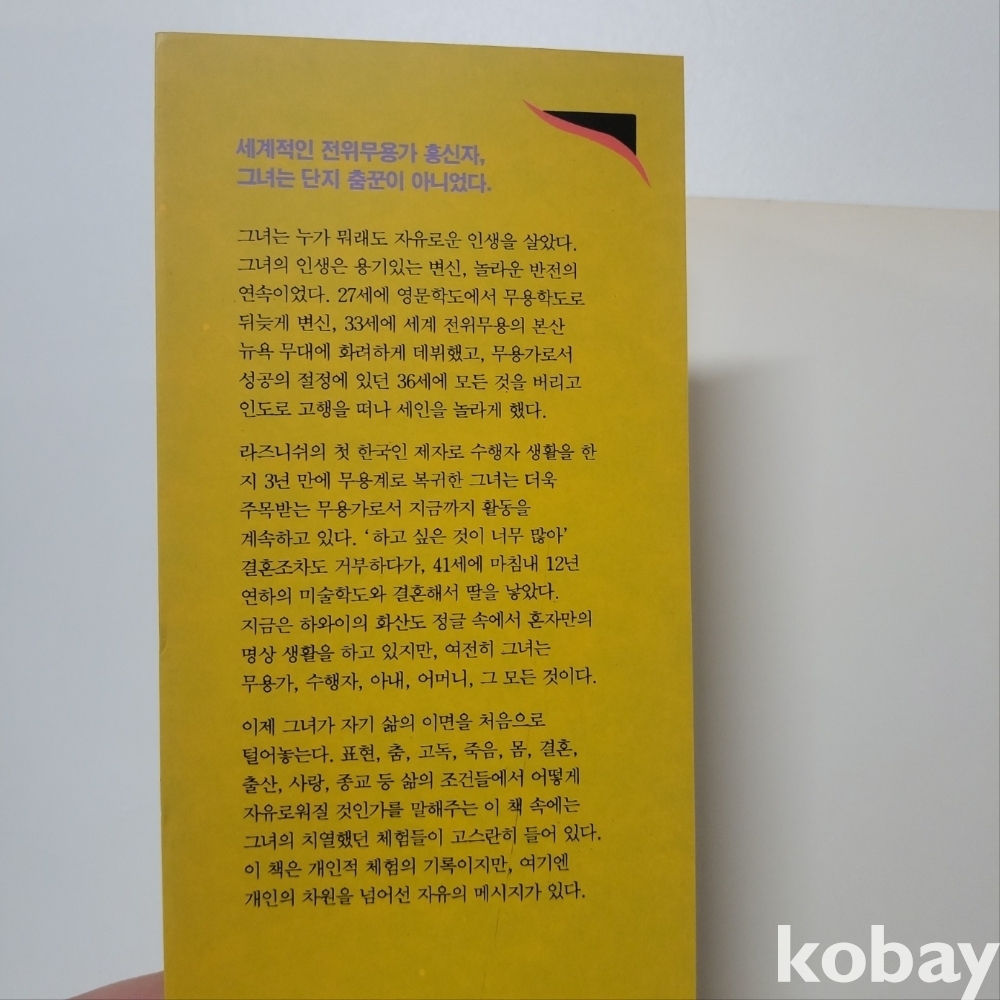 세계적인 전위무용가 홍신자,
그녀는 단지 춤꾼이 아니었다.
그녀는 누가 뭐래도 자유로운 인생을 살았다.
그녀의 인생은 용기있는 변신, 놀라운 반전의
연속이었다. 27세에 영문학도에서 무용학도로
뒤늦게 변신, 33세에 세계 전위무용의 본산
뉴욕 무대에 화려하게 데뷔했고, 무용가로서
성공의 절정에 있던 36세에 모든 것을 버리고
인도로 고행을 떠나 세인을 놀라게 했다.
라즈니쉬의 첫 한국인 제자로 수행자 생활을 한
지 3년 만에 무용계로 복귀한 그녀는 더욱
주목받는 무용가로서 지금까지 활동을
계속하고 있다. ‘하고 싶은 것이 너무 많아’
결혼조차도 거부하다가, 41세에 마침내 12년
연하의 미술학도와 결혼해서 딸을 낳았다.
지금은 하와이의 화산도 정글 속에서 혼자만의
명상 생활을 하고 있지만, 여전히 그녀는
무용가, 수행자, 아내, 어머니, 그 모든 것이다.
이제 그녀가 자기 삶의 이면을 처음으로
털어놓는다. 표현, 춤, 고독, 죽음, 몸, 결혼,
출산, 사랑, 종교 등 삶의 조건들에서 어떻게
자유로워질 것인가를 말해주는 이 책 속에는
그녀의 치열했던 체험들이 고스란히 들어 있다.
이 책은 개인적 체험의 기록이지만, 여기엔
개인의 차원을 넘어선 자유의 메시지가 있다.
kobay